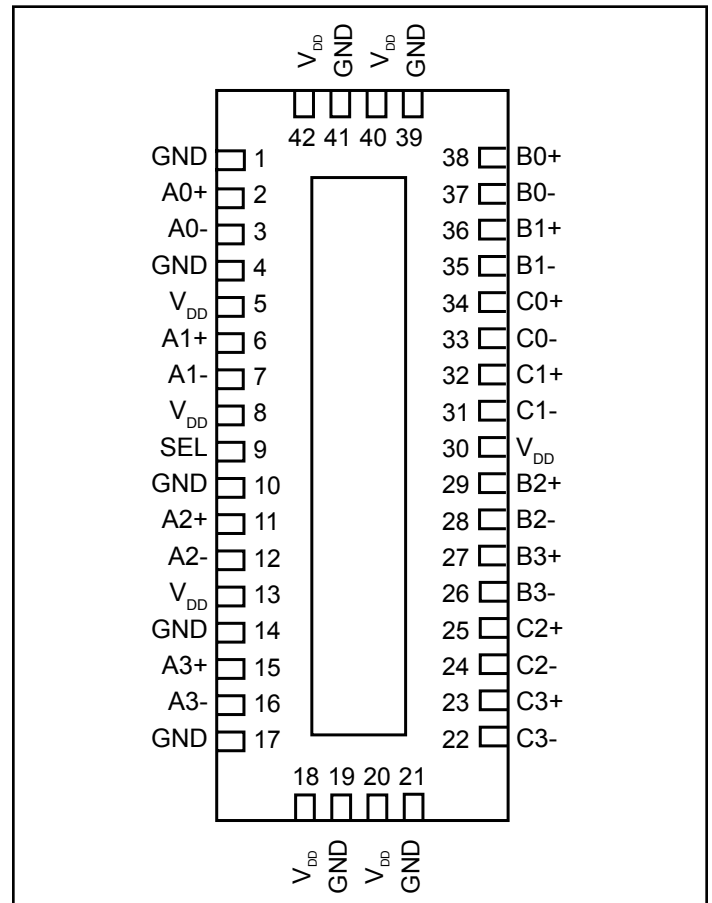 VDD GND VDD GND
42 41 40 39
GND 1 38 B0+
A0+ 2 37 B0-
A0- 3 36 B1+
GND 4 35 B1-
VDD 5 34 C0+
A1+ 6 33 C0-
A1- 7 32 C1+
VDD 8 31 C1-
SEL 9 30 VDD
GND 10 29 B2+
A2+ 11 28 B2-
A2- 12 27 B3+
VDD 13 26 B3-
GND 14 25 C2+
A3+ 15 24 C2-
A3- 16 23 C3+
GND 17 22 C3-
18 19 20 21
VDD GND VDD GND